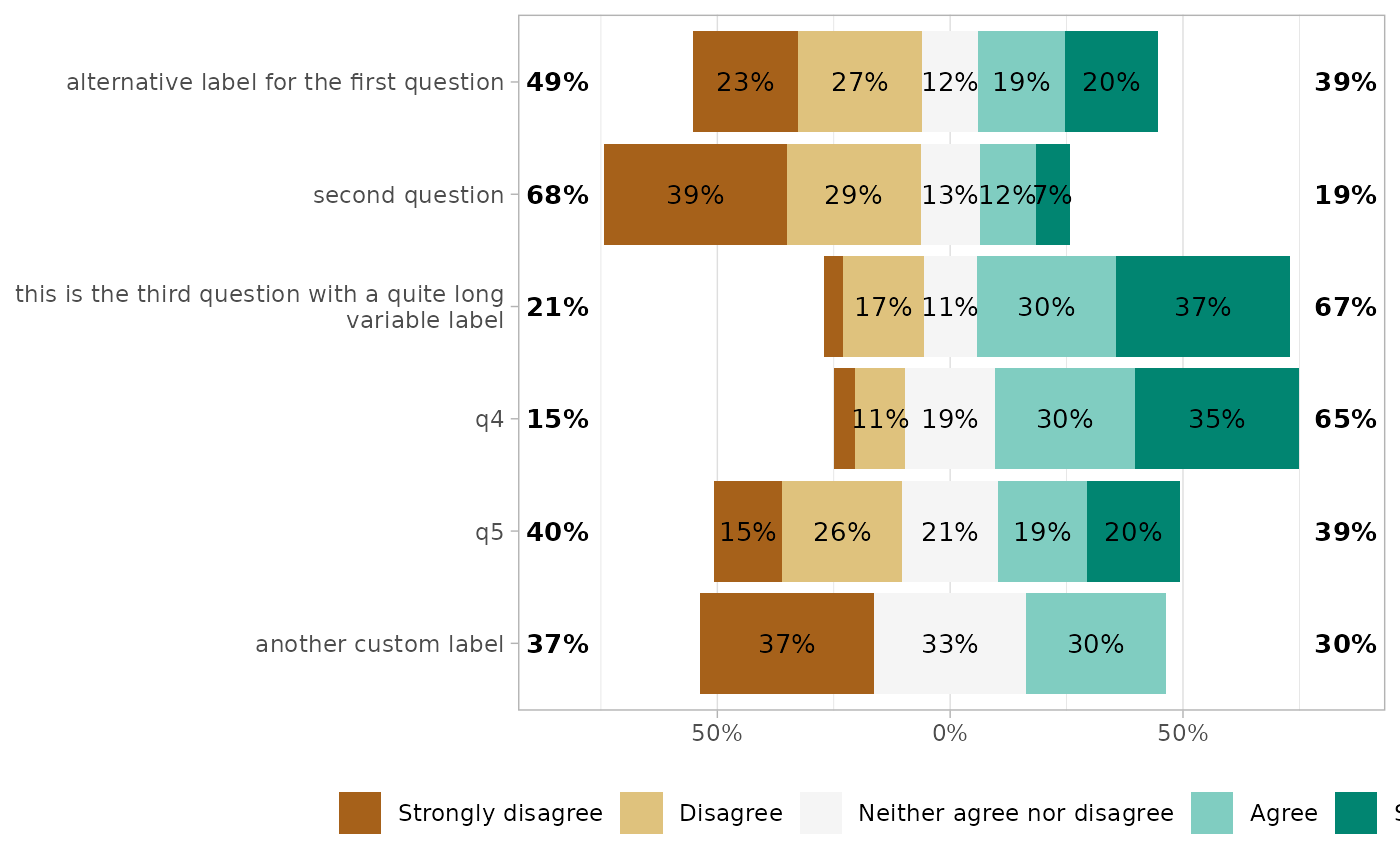 alternative label for the first question 49% 23% 27% 12% 19% 20% 39%
second question 68% 39% 29% 13% 12% 7% 19%
this is the third question with a quite long
variable label 21% 17% 11% 30% 37% 67%
q4 15% 11% 19% 30% 35% 65%
q5 40% 15% 26% 21% 19% 20% 39%
another custom label 37% 37% 33% 30% 30%
50% 0% 50%
Strongly disagree Disagree Neither agree nor disagree Agree